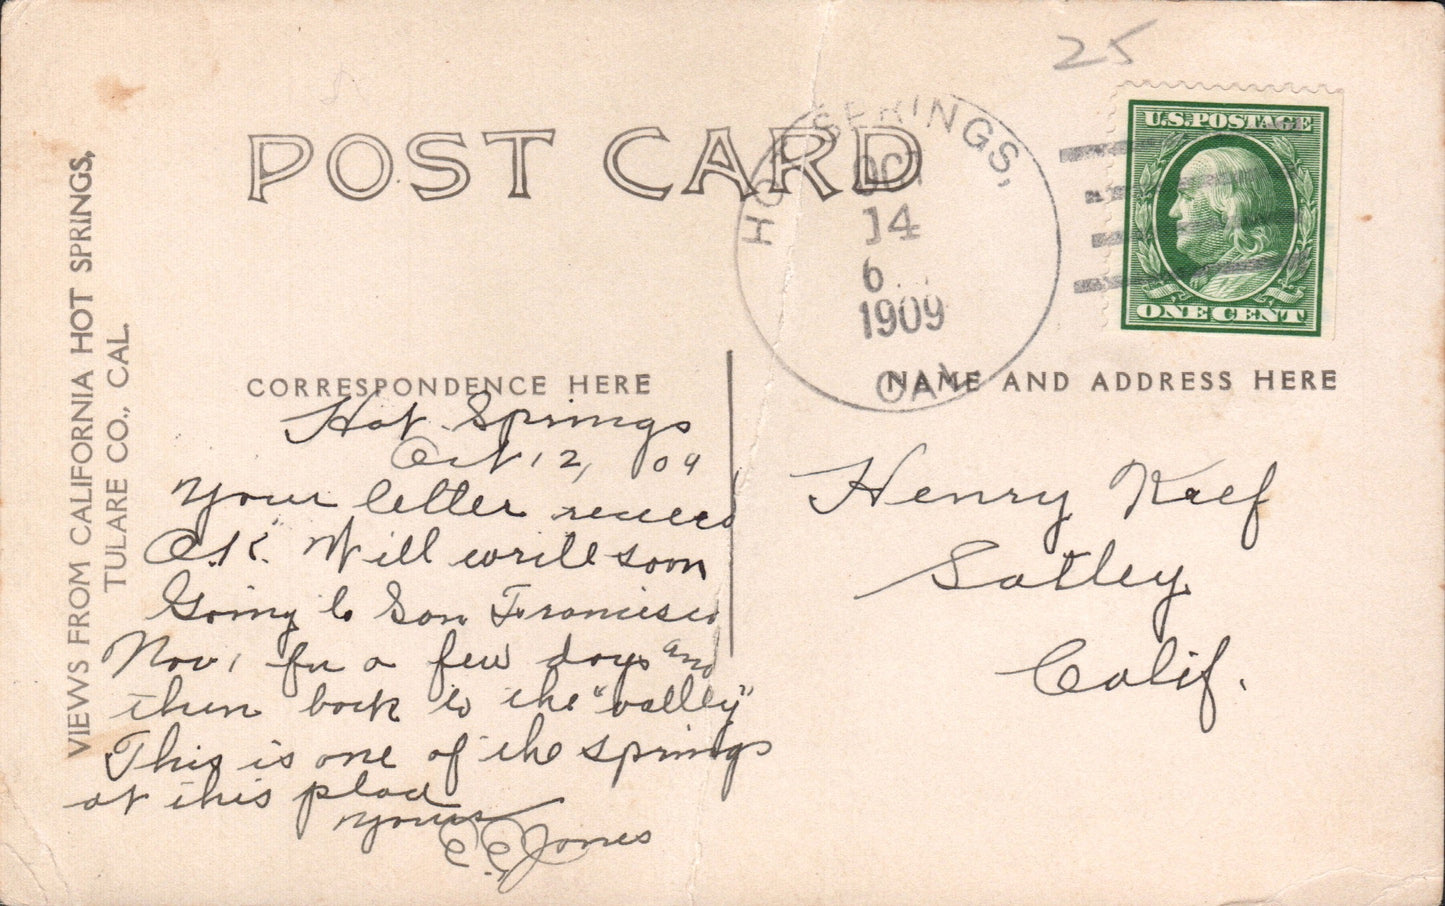 25
U.S. POSTAGE
ONE CENT
HOT SPRINGS,
OCT
14
6
1909
CAL
POST CARD
VIEWS FROM CALIFORNIA HOT SPRINGS,
TULARE CO., CAL.
CORRESPONDENCE HERE
NAME AND ADDRESS HERE
Hot Springs
Oct 12, 09
Your letter received
O.K. Will write soon
Going to San Francisco
Nov, for a few days and
then back to the "valley"
This is one of the springs
at this place
Yours
E E Jones
Henry
Satley
Calif.